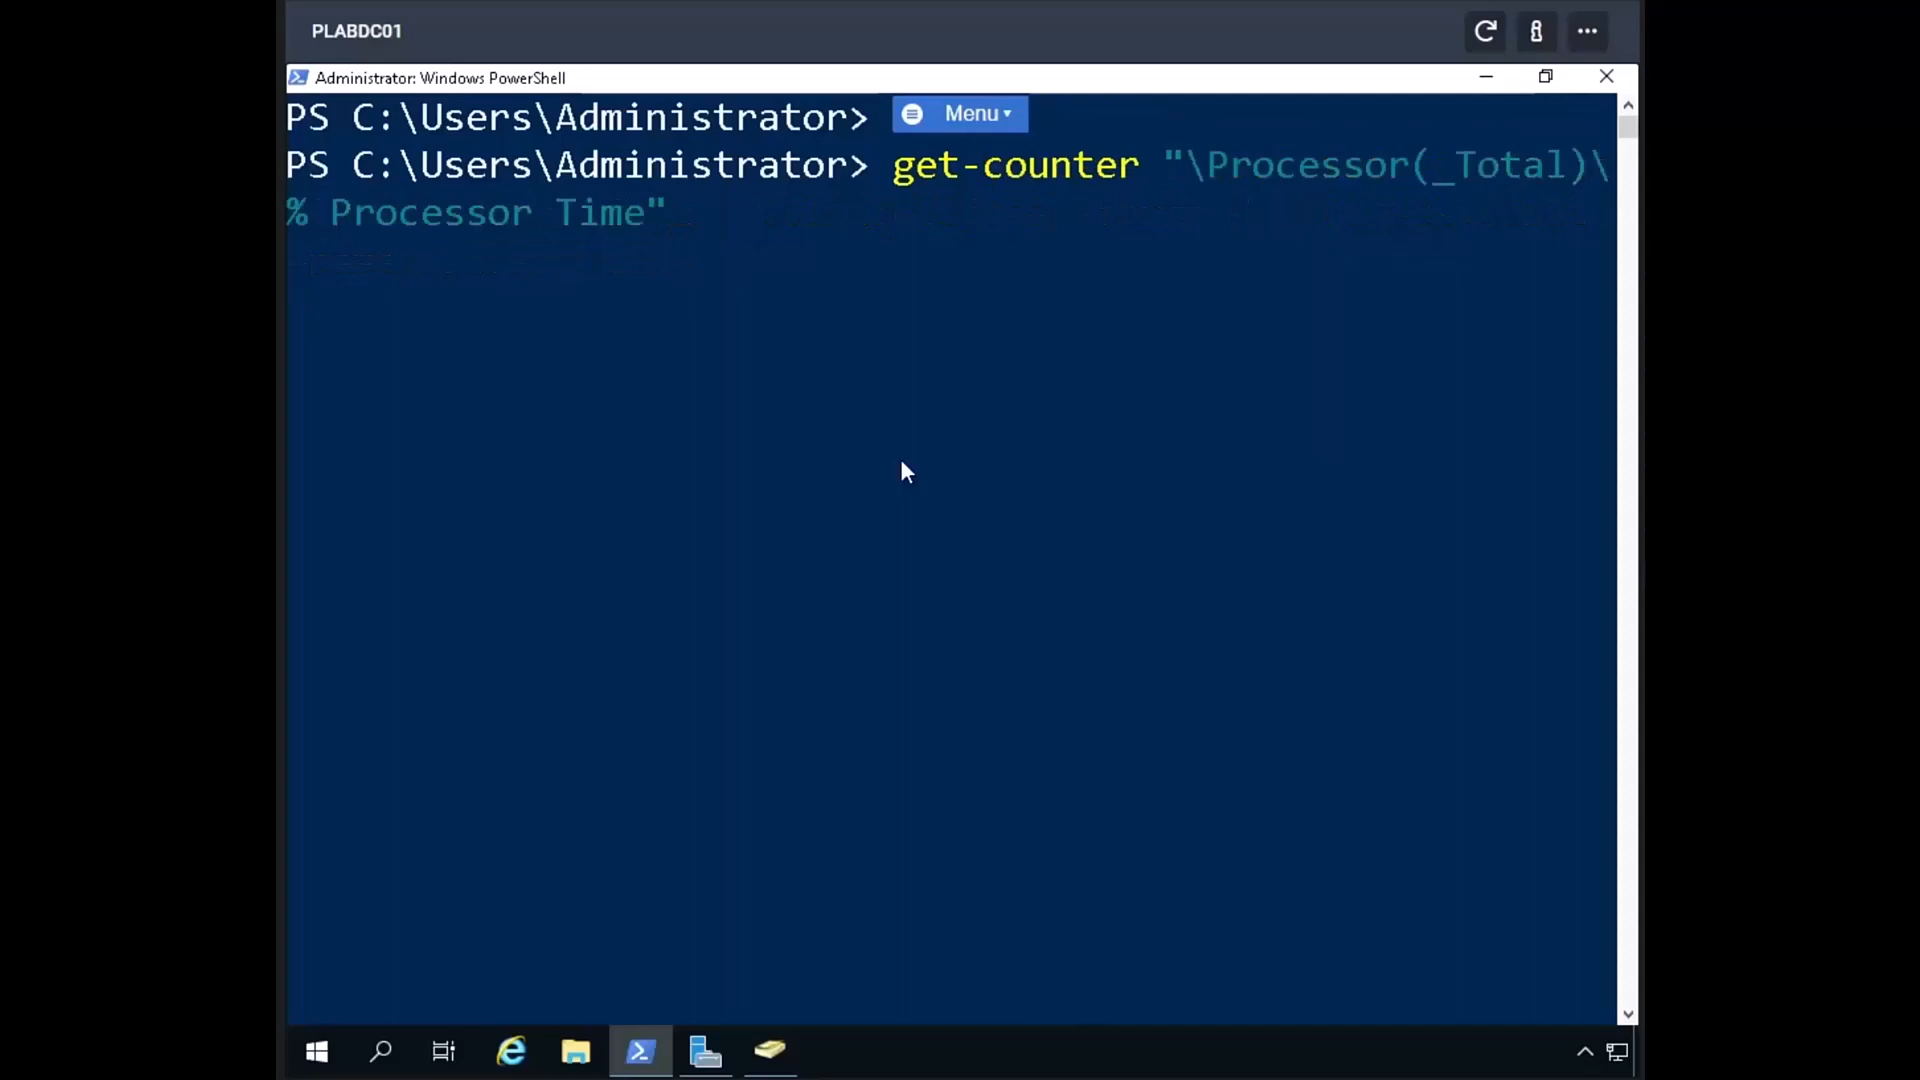 PLABDC01
Administrator: Windows PowerShell
PS C:\Users\Administrator>
Menu
PS C:\Users\Administrator> get-counter "\Processor(_Total)\
% Processor Time"